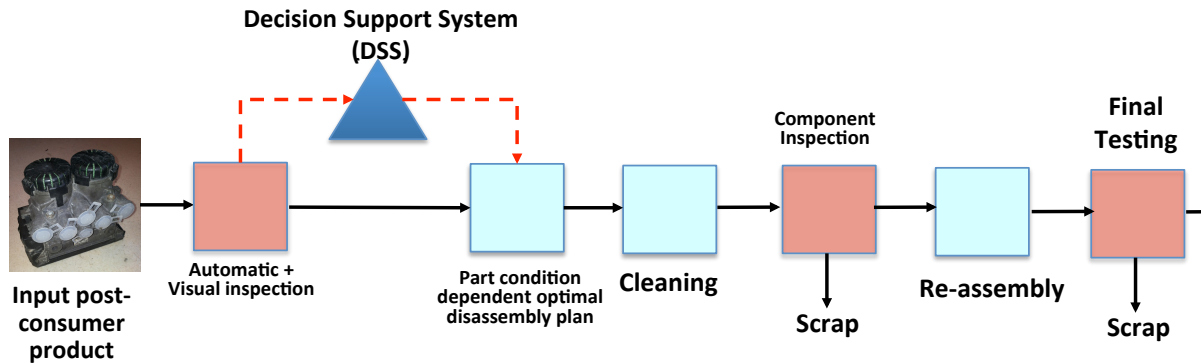 Decision Support System
(DSS)
Input post-
consumer
product
Automatic +
Visual inspection
Part condition
dependent optimal
disassembly plan
Cleaning
Component
Inspection
Scrap
Re-assembly
Final
Testing
Scrap